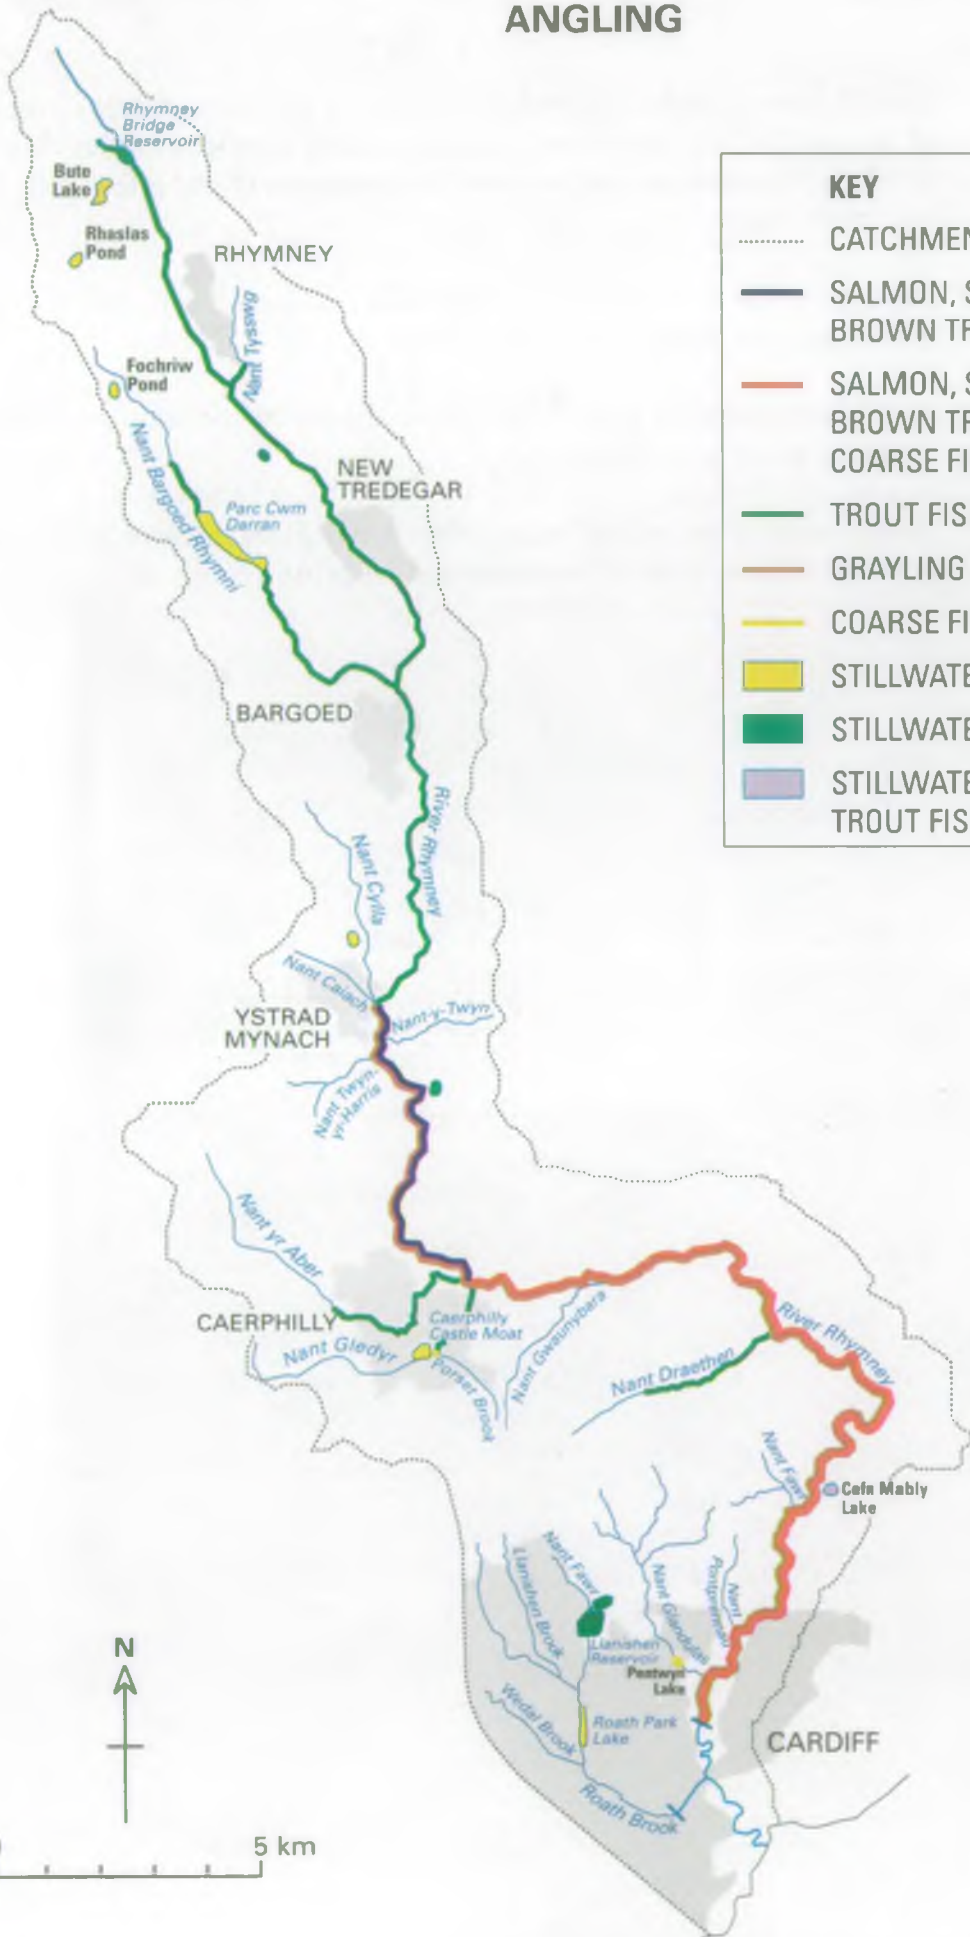 ANGLING
KEY
CATCHMEN
SALMON, S
BROWN TR
SALMON, S
BROWN TR
COARSE FI
TROUT FIS
GRAYLING
COARSE FI
STILLWATE
STILLWATE
STILLWATE
TROUT FIS
Rhymney
Bridge
Reservoir
Bute
Lake
Rhaslas
Pond
RHYMNEY
Nant Tysswg
Fochriw
Pond
Nant Bargoed Rhymni
Parc Cwm
Darran
NEW
TREDEGAR
BARGOED
River Rhymney
Nant Cylla
Nant Caiach
YSTRAD
MYNACH
Nant-y-Twyn
Nant Twyn-
yr-Harris
Nant yr Aber
CAERPHILLY
Caerphilly
Castle Moat
Nant Gledyr
Porset Brook
Nant Gwaunybara
River Rhymney
Nant Draethen
Nant Fawr
Cefn Mably
Lake
Nant Fawr
Llanishen Brook
Nant Glandulas
Nant
Pontprennau
Llanishen
Reservoir
Pentwyn
Lake
Wedal Brook
Roath Park
Lake
CARDIFF
Roath Brook
N
5 km